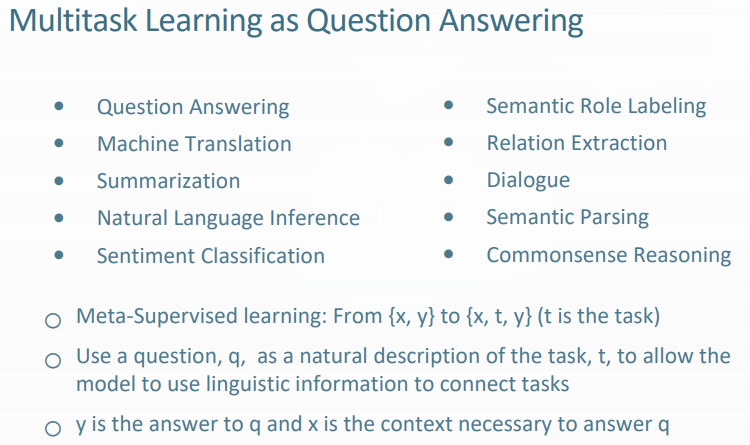 Multitask Learning as Question Answering
• Question Answering
• Machine Translation
• Summarization
• Natural Language Inference
• Sentiment Classification
• Semantic Role Labeling
• Relation Extraction
• Dialogue
• Semantic Parsing
• Commonsense Reasoning
○ Meta-Supervised learning: From {x, y} to {x, t, y} (t is the task)
○ Use a question, q, as a natural description of the task, t, to allow the
model to use linguistic information to connect tasks
○ y is the answer to q and x is the context necessary to answer q